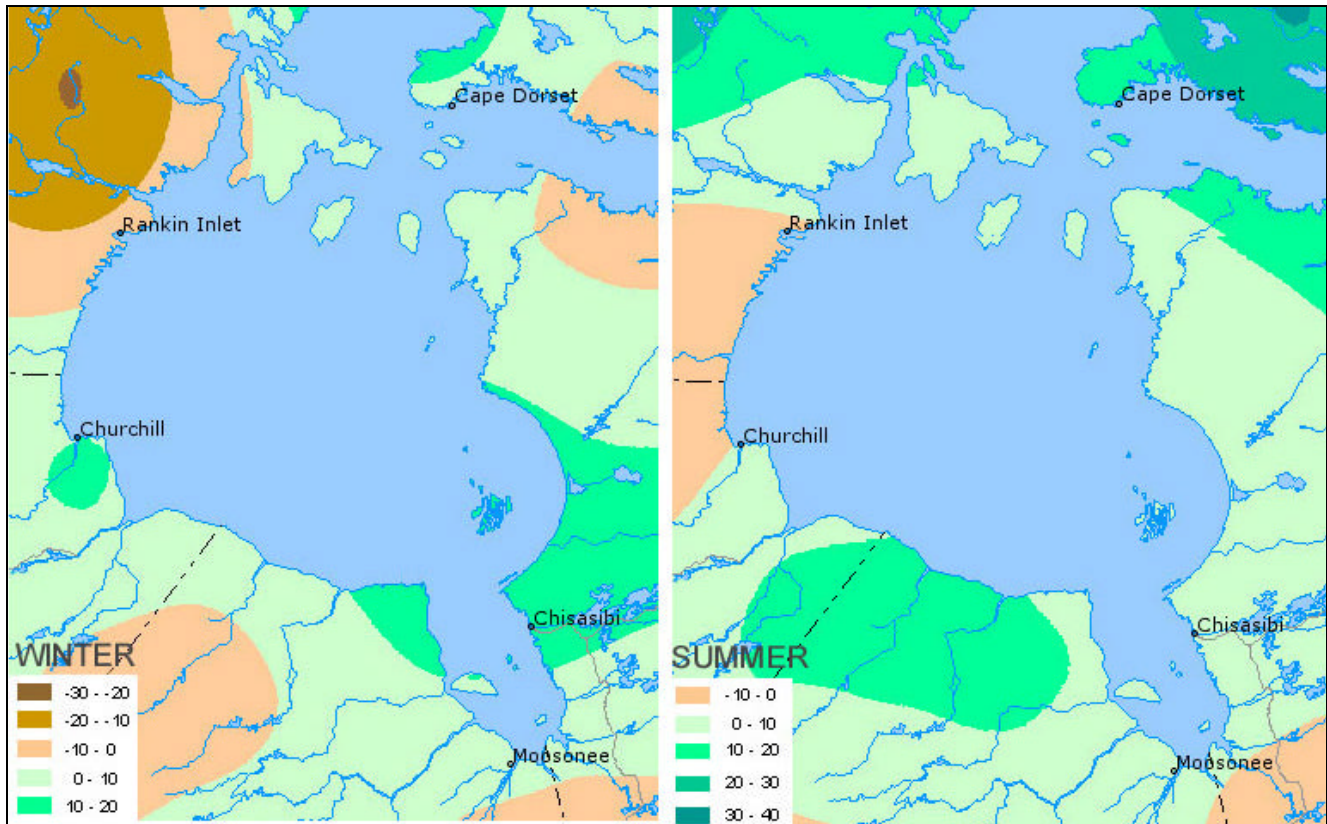 Cape Dorset
Rankin Inlet
Churchill
Chisasibi
WINTER
-30 - -20
-20 - -10
-10 - 0
0 - 10
10 - 20
Moosonee
Cape Dorset
Rankin Inlet
Churchill
Chisasibi
SUMMER
-10 - 0
0 - 10
10 - 20
20 - 30
30 - 40
Moosonee